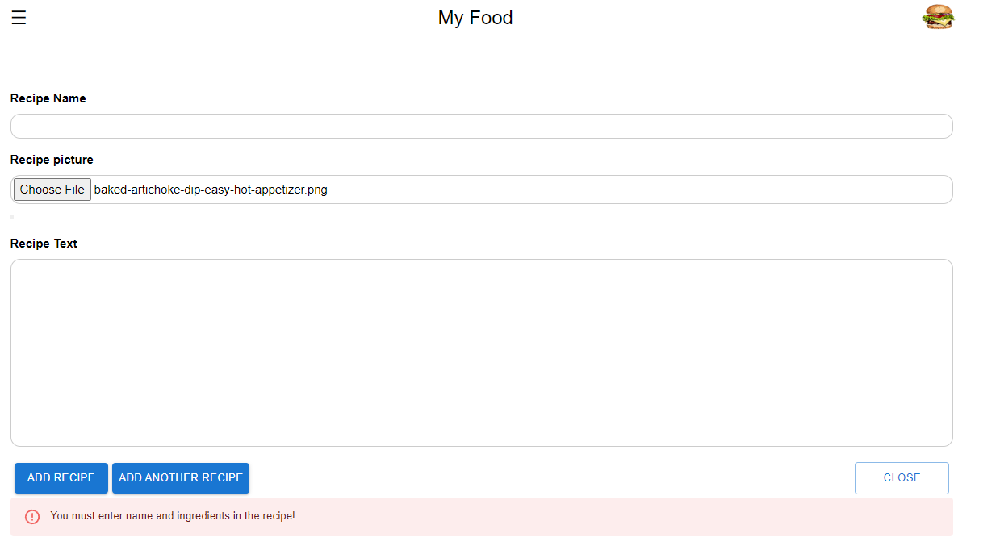 My Food
Recipe Name
Recipe picture
Choose File baked-artichoke-dip-easy-hot-appetizer.png
Recipe Text
ADD RECIPE ADD ANOTHER RECIPE CLOSE
You must enter name and ingredients in the recipe!